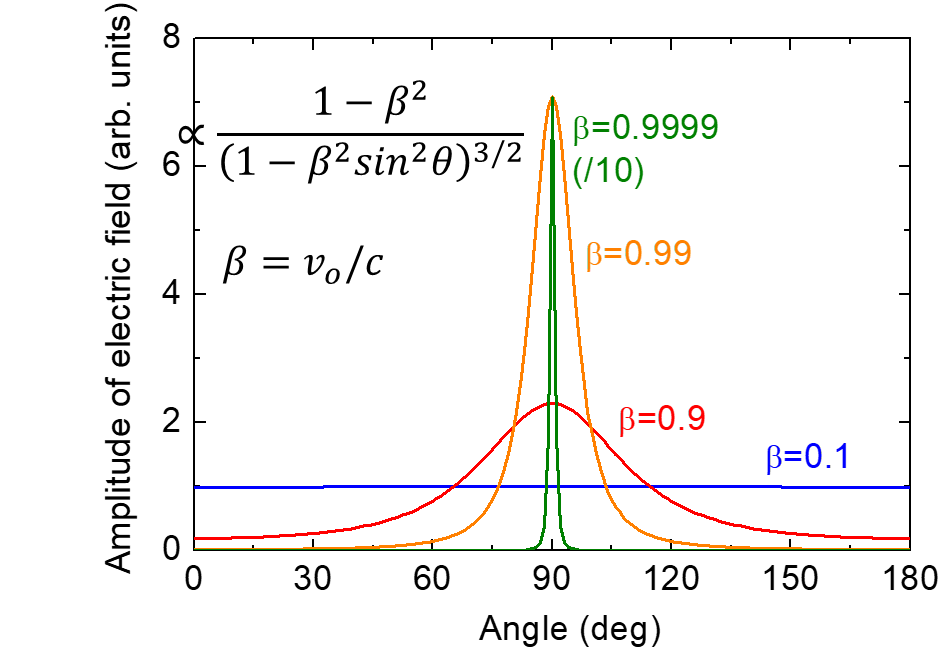 Amplitude of electric field (arb. units)
8
6
4
2
0
∝ 1 − β²
(1 − β²sin²θ)³/²
β = vₒ/c
β=0.9999
(/10)
β=0.99
β=0.9
β=0.1
0 30 60 90 120 150 180
Angle (deg)